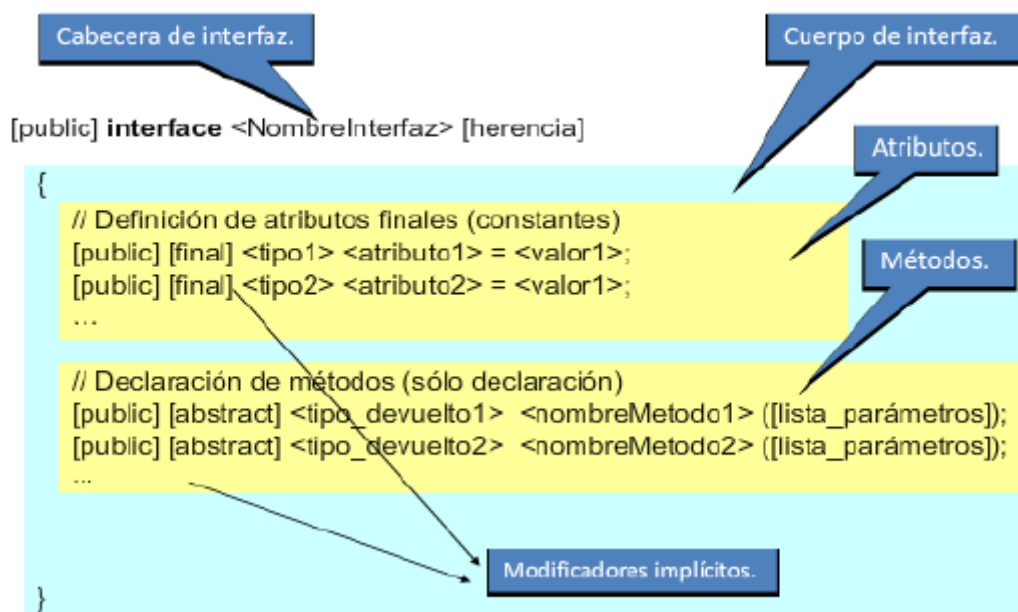 Cabecera de interfaz.
Cuerpo de interfaz.
[public] interface <NombreInterfaz> [herencia]
Atributos.
{
// Definición de atributos finales (constantes)
[public] [final] <tipo1> <atributo1> = <valor1>;
[public] [final] <tipo2> <atributo2> = <valor1>;
...
Métodos.
// Declaración de métodos (sólo declaración)
[public] [abstract] <tipo_devuelto1> <nombreMetodo1> ([lista_parámetros]);
[public] [abstract] <tipo_devuelto2> <nombreMetodo2> ([lista_parámetros]);
...
Modificadores implícitos.
}